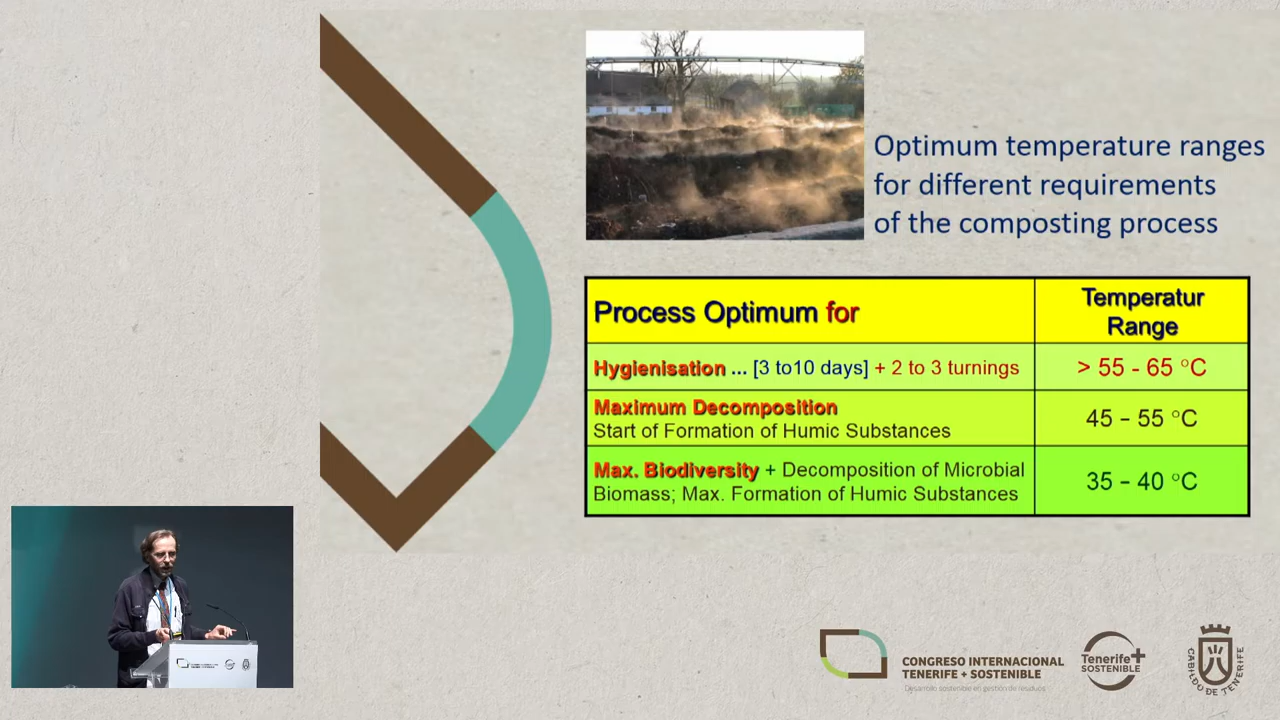 Optimum temperature ranges
for different requirements
of the composting process
Process Optimum for
Temperatur
Range
Hygienisation ... [3 to10 days] + 2 to 3 turnings
> 55 - 65 °C
Maximum Decomposition
Start of Formation of Humic Substances
45 – 55 °C
Max. Biodiversity + Decomposition of Microbial
Biomass; Max. Formation of Humic Substances
35 – 40 °C
CONGRESO INTERNACIONAL
TENERIFE + SOSTENIBLE
Desarrollo sostenible en gestión de residuos
Tenerife+
SOSTENIBLE
CABILDO DE TENERIFE